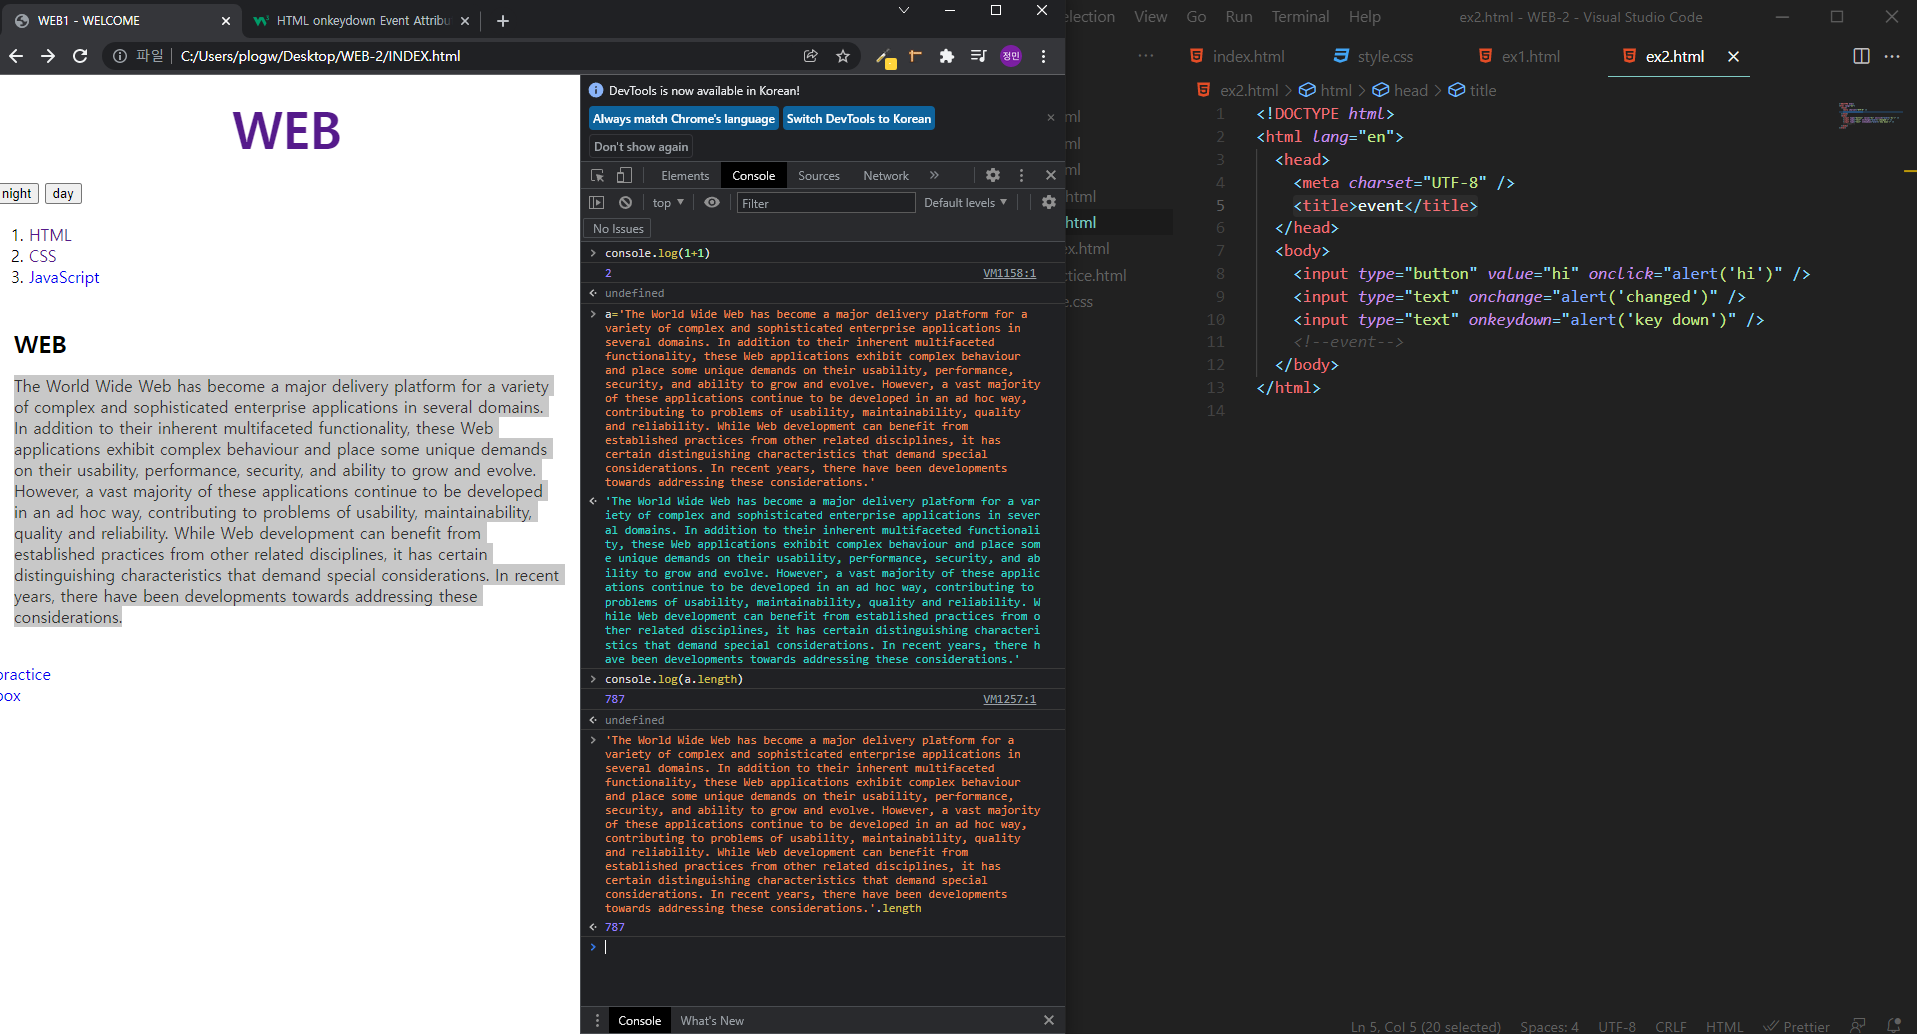 WEB1 - WELCOME
HTML onkeydown Event Attribu
파일 C:/Users/plogw/Desktop/WEB-2/INDEX.html
정민
WEB
night day
1. HTML
2. CSS
3. JavaScript
WEB
The World Wide Web has become a major delivery platform for a variety
of complex and sophisticated enterprise applications in several domains.
In addition to their inherent multifaceted functionality, these Web
applications exhibit complex behaviour and place some unique demands
on their usability, performance, security, and ability to grow and evolve.
However, a vast majority of these applications continue to be developed
in an ad hoc way, contributing to problems of usability, maintainability,
quality and reliability. While Web development can benefit from
established practices from other related disciplines, it has certain
distinguishing characteristics that demand special considerations. In recent
years, there have been developments towards addressing these
considerations.
practice
box
DevTools is now available in Korean!
Always match Chrome's language Switch DevTools to Korean
Don't show again
Elements Console Sources Network
top Filter Default levels
No Issues
console.log(1+1)
2 VM1158:1
undefined
a='The World Wide Web has become a major delivery platform for a
variety of complex and sophisticated enterprise applications in
several domains. In addition to their inherent multifaceted
functionality, these Web applications exhibit complex behaviour
and place some unique demands on their usability, performance,
security, and ability to grow and evolve. However, a vast majority
of these applications continue to be developed in an ad hoc way,
contributing to problems of usability, maintainability, quality
and reliability. While Web development can benefit from
established practices from other related disciplines, it has
certain distinguishing characteristics that demand special
considerations. In recent years, there have been developments
towards addressing these considerations.'
'The World Wide Web has become a major delivery platform for a var
iety of complex and sophisticated enterprise applications in sever
al domains. In addition to their inherent multifaceted functionali
ty, these Web applications exhibit complex behaviour and place som
e unique demands on their usability, performance, security, and ab
ility to grow and evolve. However, a vast majority of these applic
ations continue to be developed in an ad hoc way, contributing to
problems of usability, maintainability, quality and reliability. W
hile Web development can benefit from established practices from o
ther related disciplines, it has certain distinguishing characteri
stics that demand special considerations. In recent years, there h
ave been developments towards addressing these considerations.'
console.log(a.length)
787 VM1257:1
undefined
'The World Wide Web has become a major delivery platform for a
variety of complex and sophisticated enterprise applications in
several domains. In addition to their inherent multifaceted
functionality, these Web applications exhibit complex behaviour
and place some unique demands on their usability, performance,
security, and ability to grow and evolve. However, a vast majority
of these applications continue to be developed in an ad hoc way,
contributing to problems of usability, maintainability, quality
and reliability. While Web development can benefit from
established practices from other related disciplines, it has
certain distinguishing characteristics that demand special
considerations. In recent years, there have been developments
towards addressing these considerations.'.length
787
Console What's New
election View Go Run Terminal Help ex2.html - WEB-2 - Visual Studio Code
index.html style.css ex1.html ex2.html
ex2.html > html > head > title
ml
ml
ml
html
html
ex.html
ctice.html
e.css
1 <!DOCTYPE html>
2 <html lang="en">
3 <head>
4 <meta charset="UTF-8" />
5 <title>event</title>
6 </head>
7 <body>
8 <input type="button" value="hi" onclick="alert('hi')" />
9 <input type="text" onchange="alert('changed')" />
10 <input type="text" onkeydown="alert('key down')" />
11 <!--event-->
12 </body>
13 </html>
14
Ln 5, Col 5 (20 selected) Spaces: 4 UTF-8 CRLF HTML Prettier